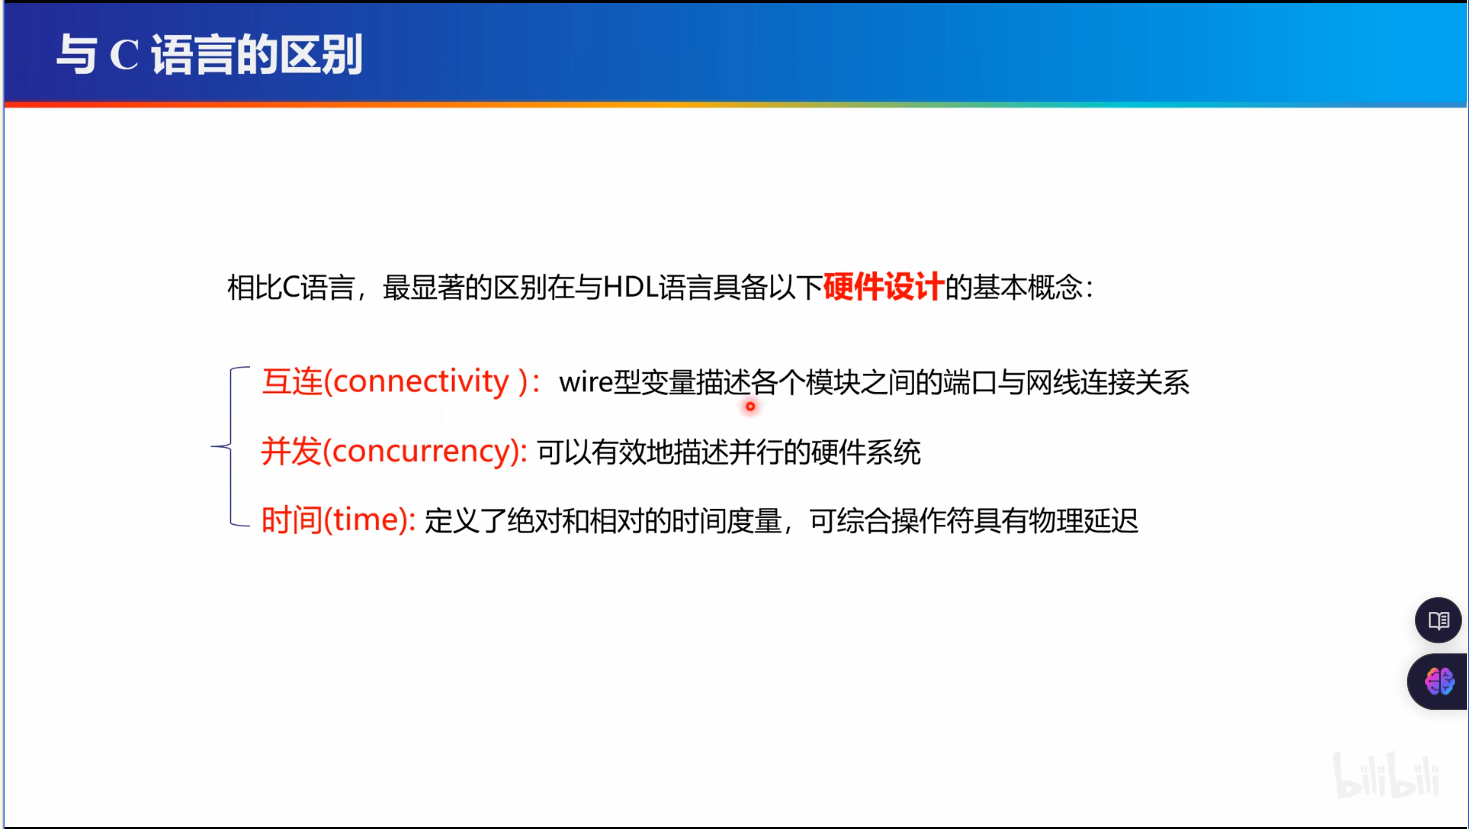 与 C 语言的区别
相比C语言，最显著的区别在与HDL语言具备以下硬件设计的基本概念：
互连(connectivity )：wire型变量描述各个模块之间的端口与网线连接关系
并发(concurrency): 可以有效地描述并行的硬件系统
时间(time): 定义了绝对和相对的时间度量，可综合操作符具有物理延迟
bilibili